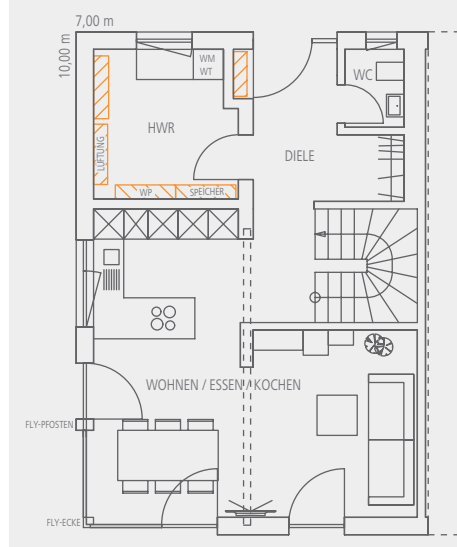 7,00 m
10,00 m
WM
WT
WC
HWR
DIELE
LÜFTUNG
WP
SPEICHER
WOHNEN / ESSEN / KOCHEN
FLY-PFOSTEN
FLY-ECKE